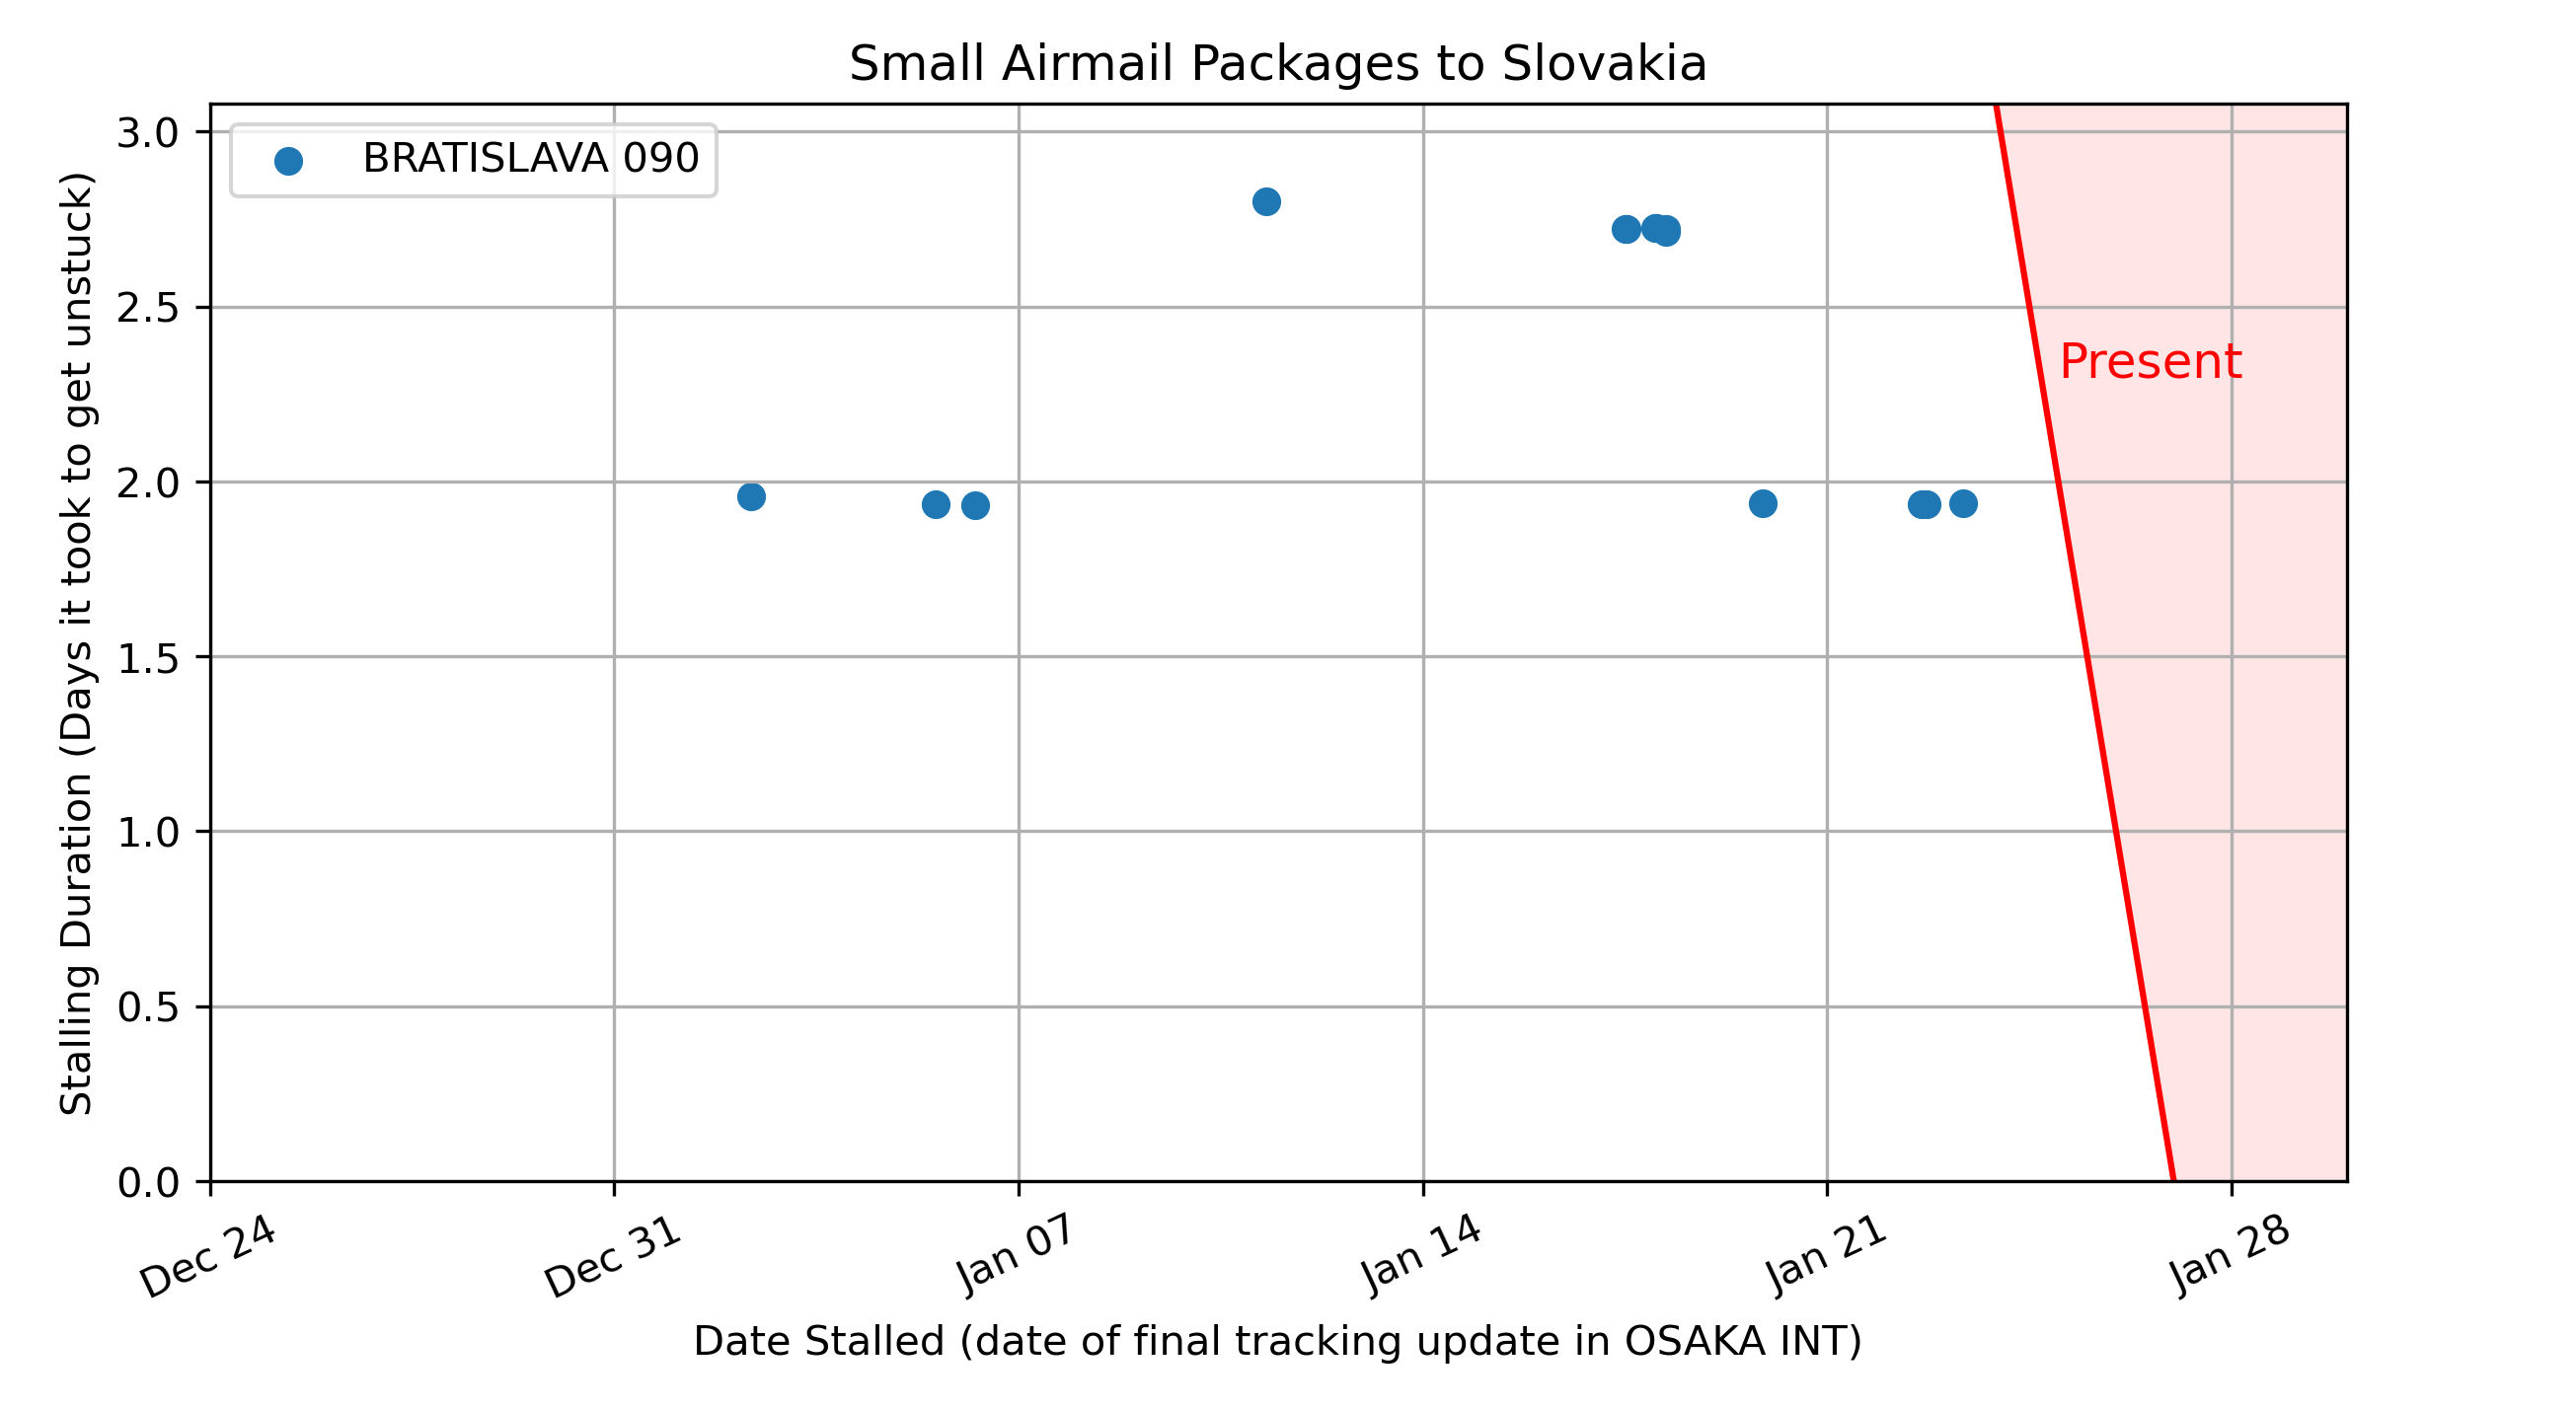 Small Airmail Packages to Slovakia
BRATISLAVA 090
Present
Stalling Duration (Days it took to get unstuck)
3.0
2.5
2.0
1.5
1.0
0.5
0.0
Dec 24
Dec 31
Jan 07
Jan 14
Jan 21
Jan 28
Date Stalled (date of final tracking update in OSAKA INT)